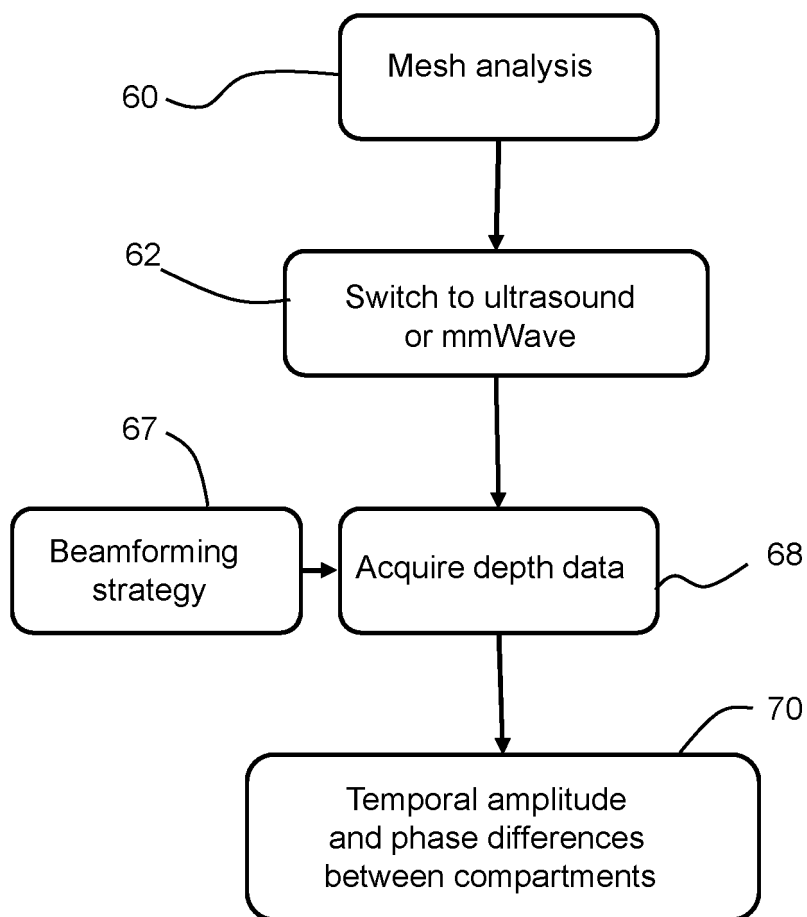 Mesh analysis
60
62
Switch to ultrasound
or mmWave
67
Beamforming
strategy
Acquire depth data
68
70
Temporal amplitude
and phase differences
between compartments